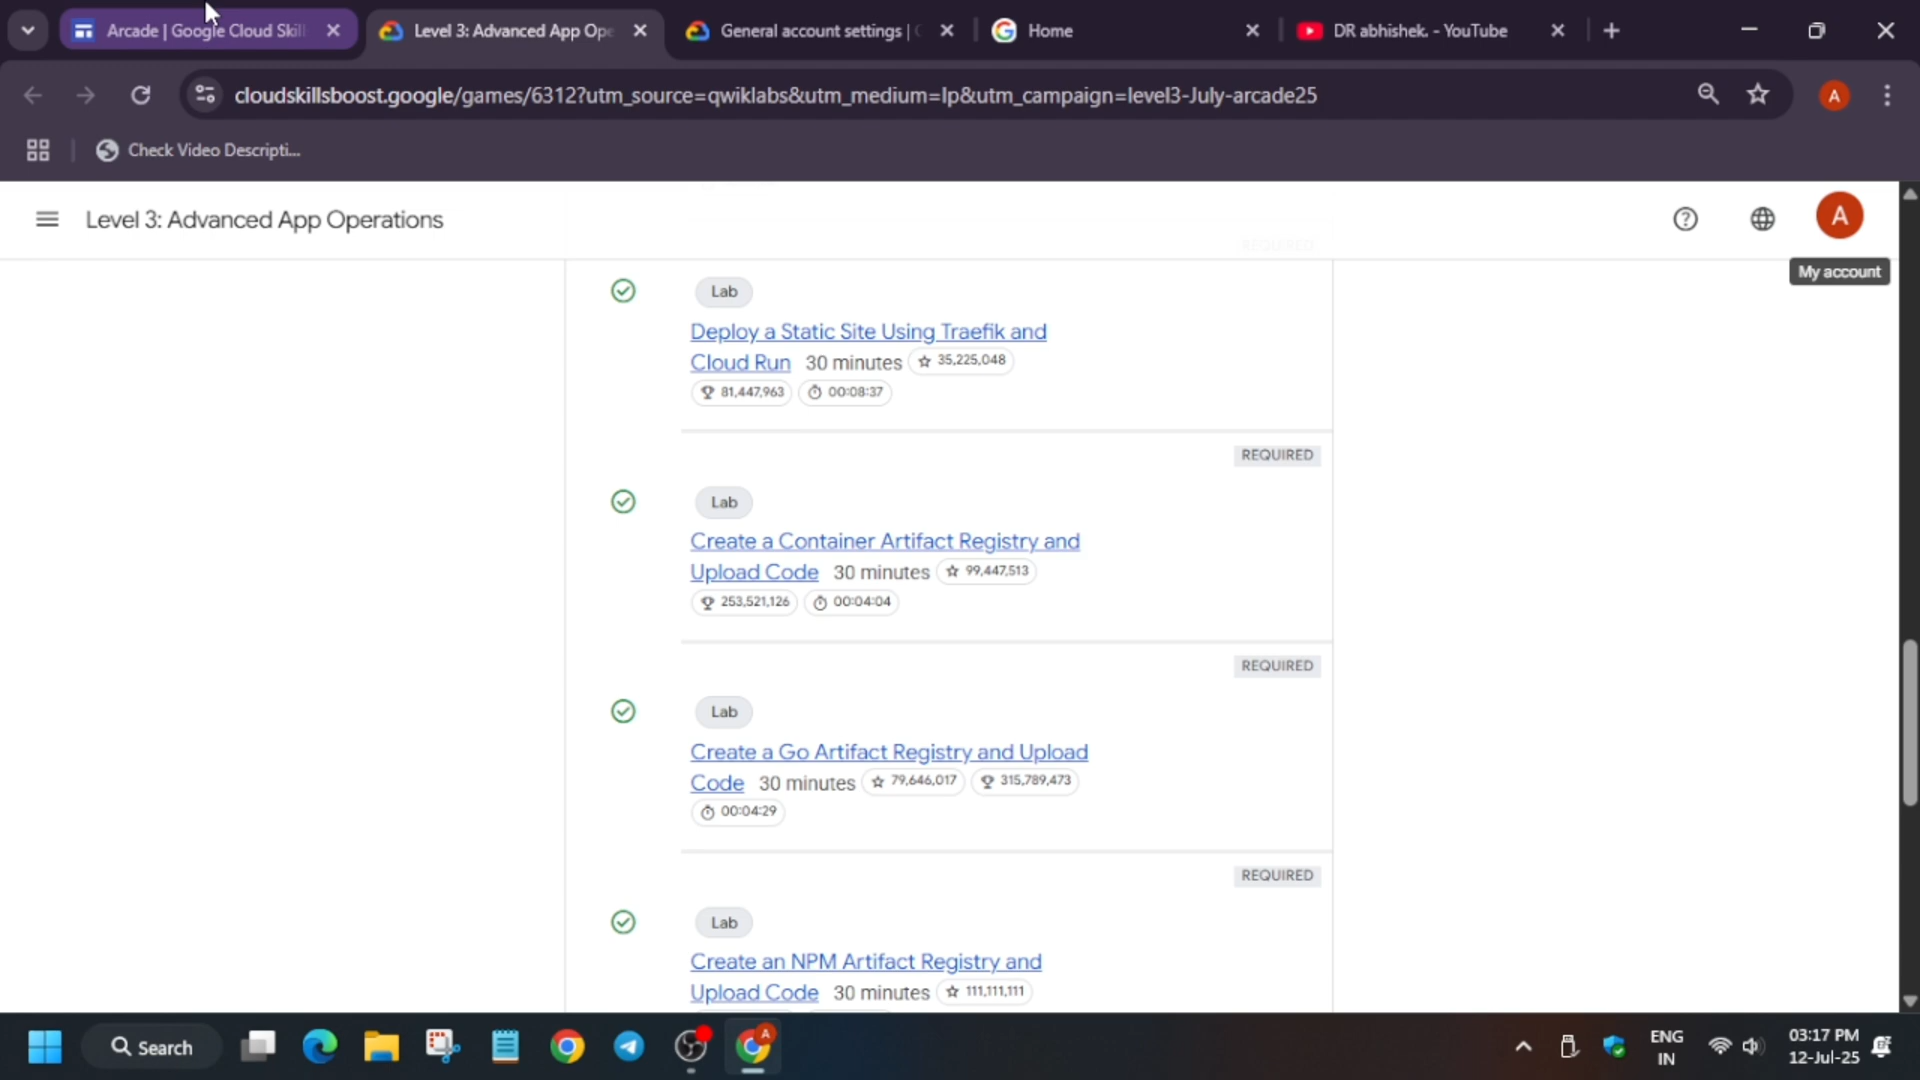 Arcade | Google Cloud Skill
Level 3: Advanced App Ope
General account settings |
Home
DR abhishek. - YouTube
cloudskillsboost.google/games/6312?utm_source=qwiklabs&utm_medium=lp&utm_campaign=level3-July-arcade25
A
Check Video Descripti...
Level 3: Advanced App Operations
A
REQUIRED
My account
Lab
Deploy a Static Site Using Traefik and
Cloud Run 30 minutes 35,225,048
81,447,963 00:08:37
REQUIRED
Lab
Create a Container Artifact Registry and
Upload Code 30 minutes 99,447,513
253,521,126 00:04:04
REQUIRED
Lab
Create a Go Artifact Registry and Upload
Code 30 minutes 79,646,017 315,789,473
00:04:29
REQUIRED
Lab
Create an NPM Artifact Registry and
Upload Code 30 minutes 111,111,111
Search
A
ENG
IN
03:17 PM
12-Jul-25